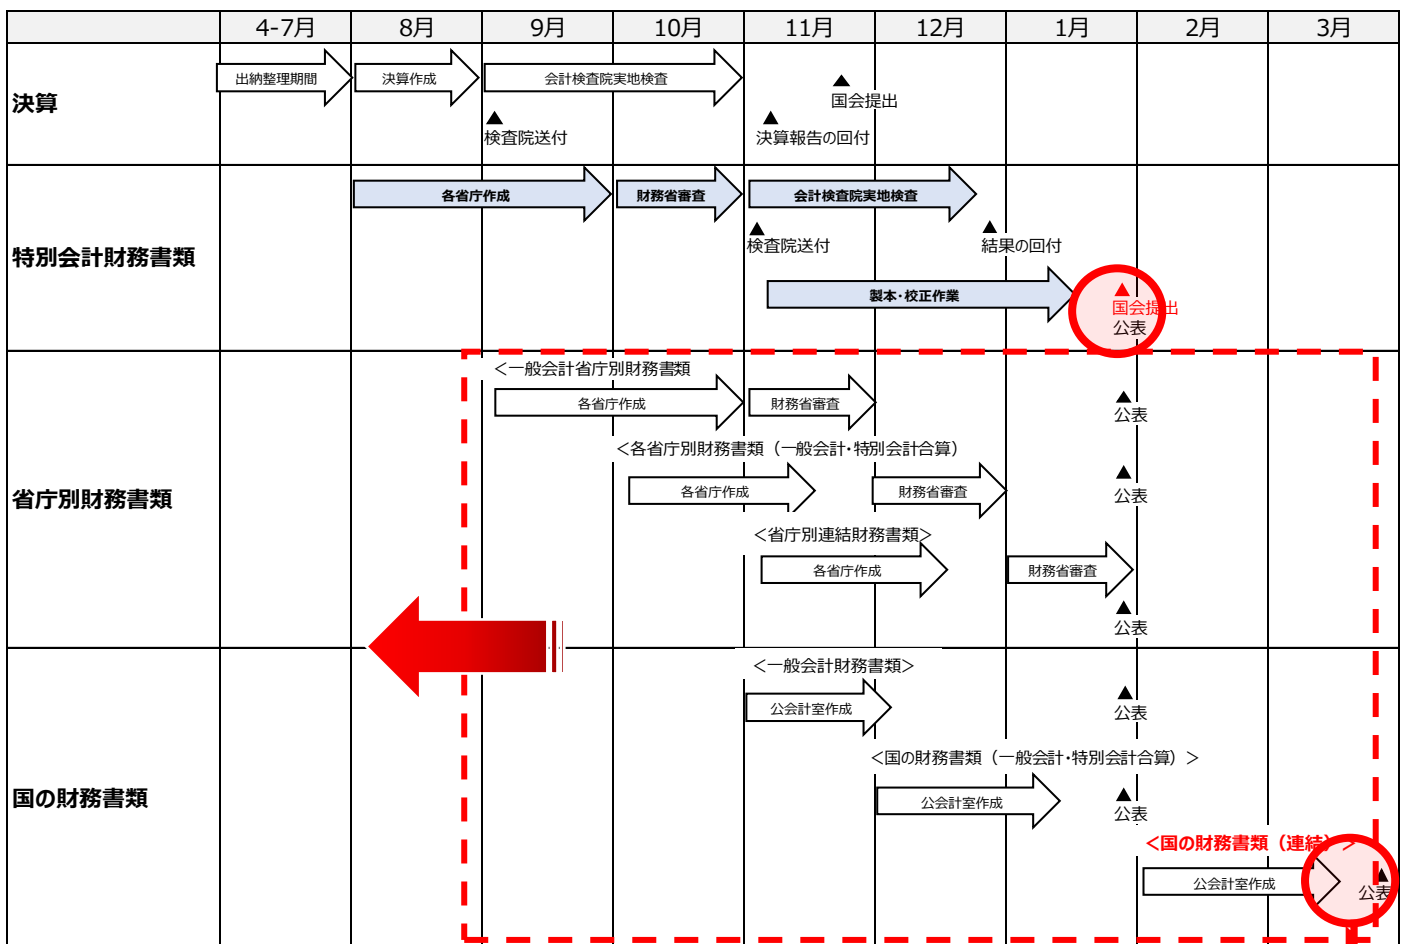 4-7月
8月
9月
10月
11月
12月
1月
2月
3月
決算
出納整理期間
決算作成
会計検査院実地検査
▲
国会提出
▲
検査院送付
▲
決算報告の回付
特別会計財務書類
各省庁作成
財務省審査
会計検査院実地検査
▲
検査院送付
▲
結果の回付
製本・校正作業
▲
国会提出
公表
省庁別財務書類
＜一般会計省庁別財務書類
各省庁作成
財務省審査
▲
公表
＜各省庁別財務書類（一般会計・特別会計合算）
各省庁作成
財務省審査
▲
公表
＜省庁別連結財務書類＞
各省庁作成
財務省審査
▲
公表
国の財務書類
＜一般会計財務書類＞
公会計室作成
▲
公表
＜国の財務書類（一般会計・特別会計合算）＞
公会計室作成
▲
公表
＜国の財務書類（連結）＞
公会計室作成
▲
公表